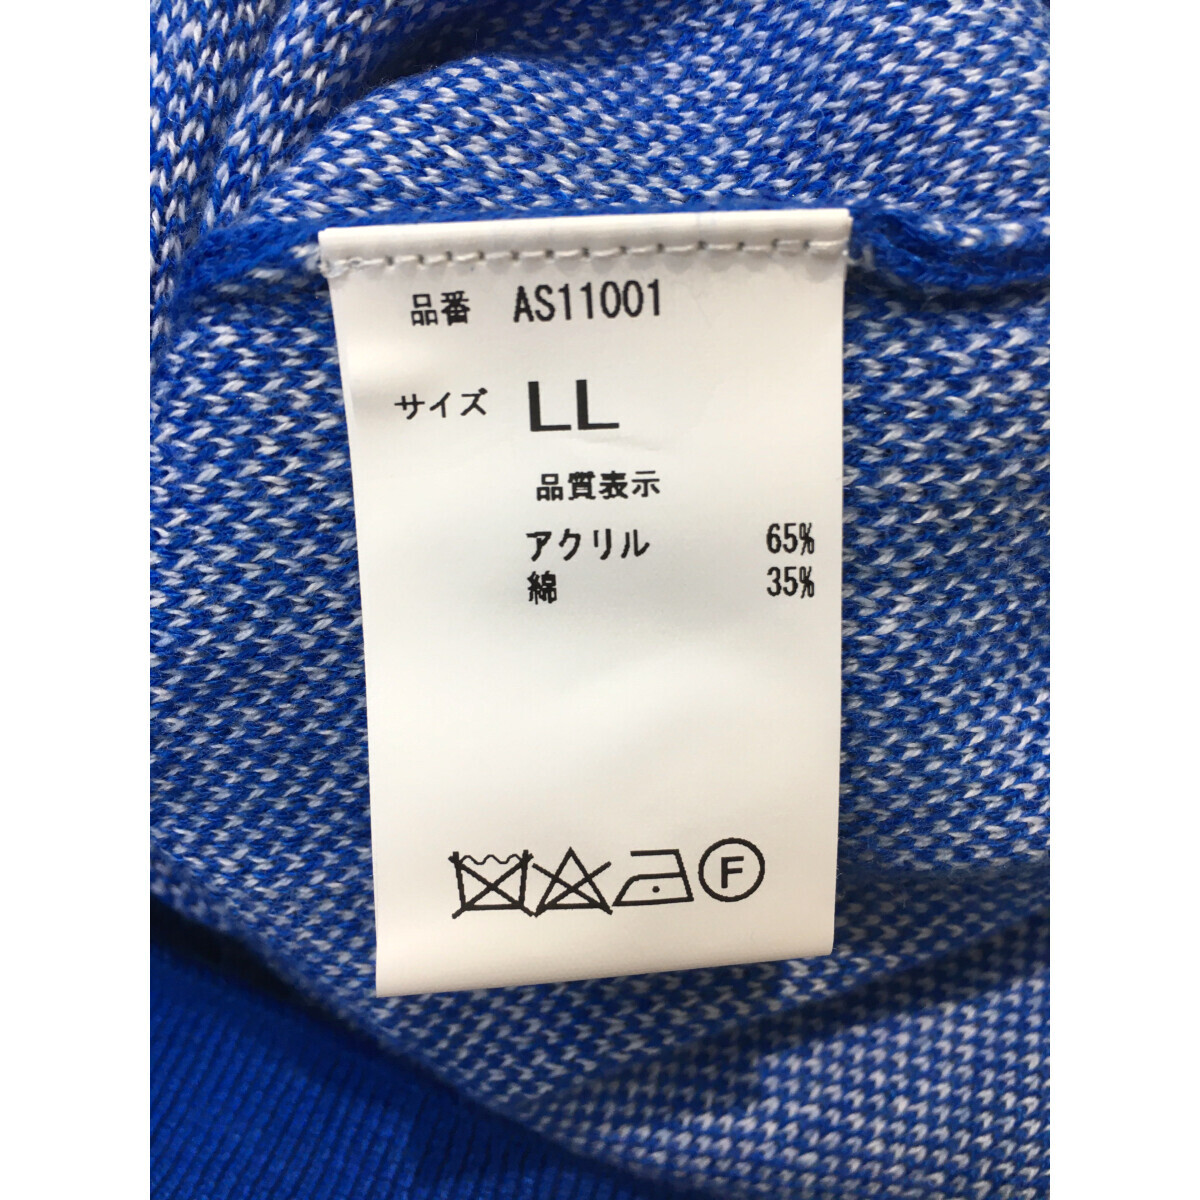 品番 AS11001
サイズ LL
品質表示
アクリル 65%
綿 35%
F